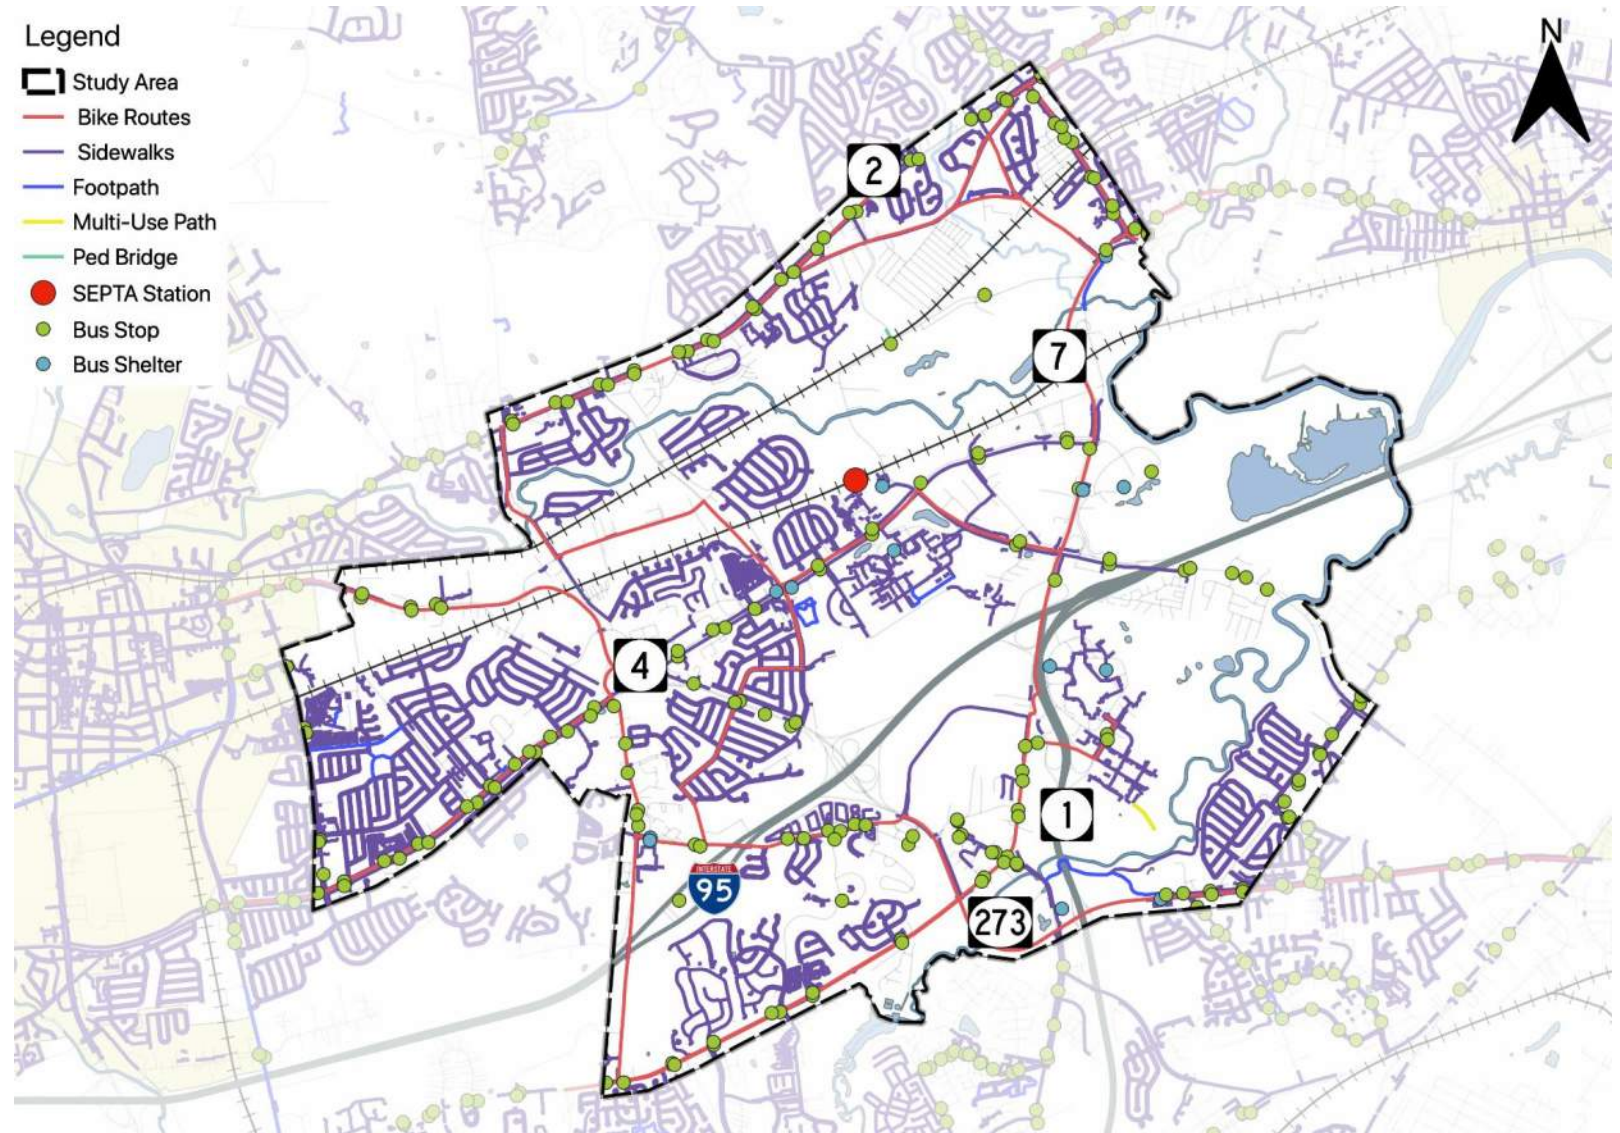 Legend
Study Area
Bike Routes
Sidewalks
Footpath
Multi-Use Path
Ped Bridge
SEPTA Station
Bus Stop
Bus Shelter
N
2
7
4
1
INTERSTATE
95
273